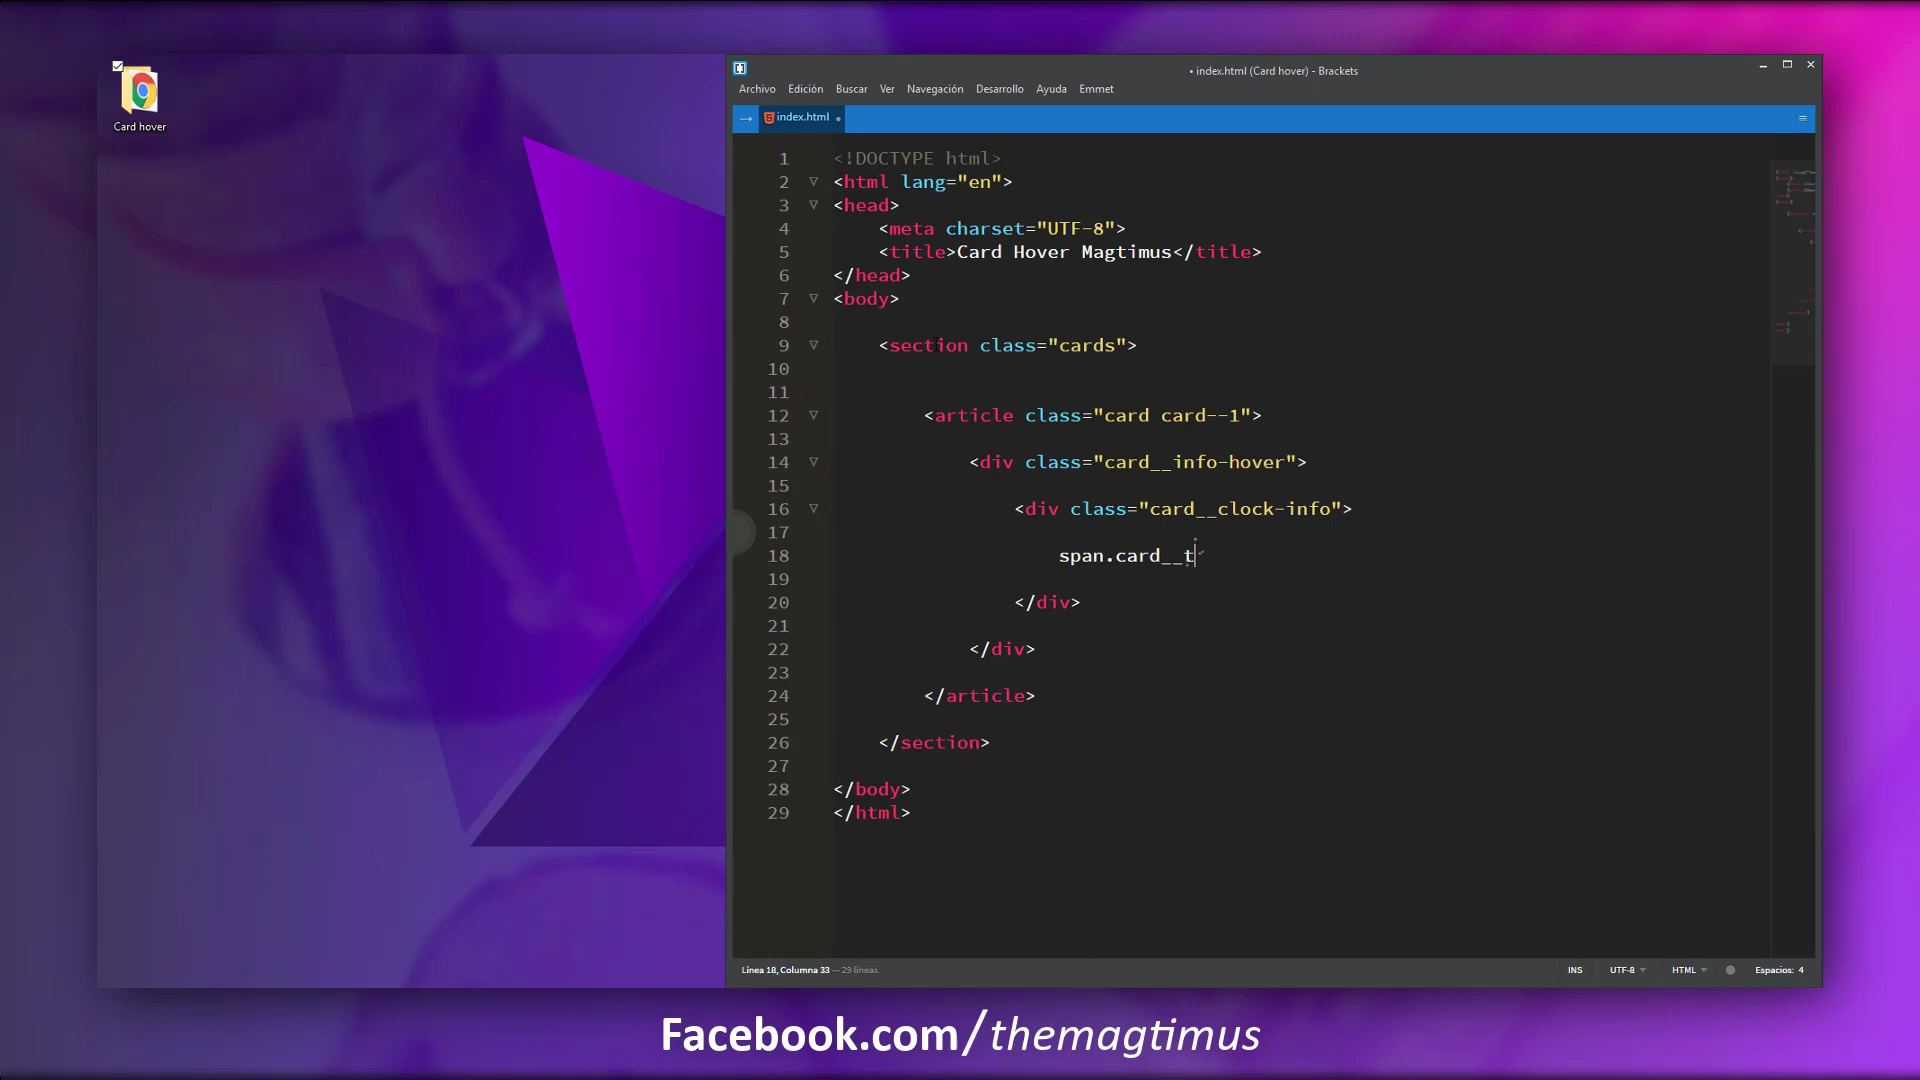 Card hover
• index.html (Card hover) - Brackets
Archivo Edición Buscar Ver Navegación Desarrollo Ayuda Emmet
→ index.html •
1 <!DOCTYPE html>
2 <html lang="en">
3 <head>
4 <meta charset="UTF-8">
5 <title>Card Hover Magtimus</title>
6 </head>
7 <body>
8
9 <section class="cards">
10
11
12 <article class="card card--1">
13
14 <div class="card__info-hover">
15
16 <div class="card__clock-info">
17
18 span.card__t
19
20 </div>
21
22 </div>
23
24 </article>
25
26 </section>
27
28 </body>
29 </html>
Línea 18, Columna 33 — 29 líneas INS UTF-8 HTML Espacios: 4
Facebook.com/themagtimus